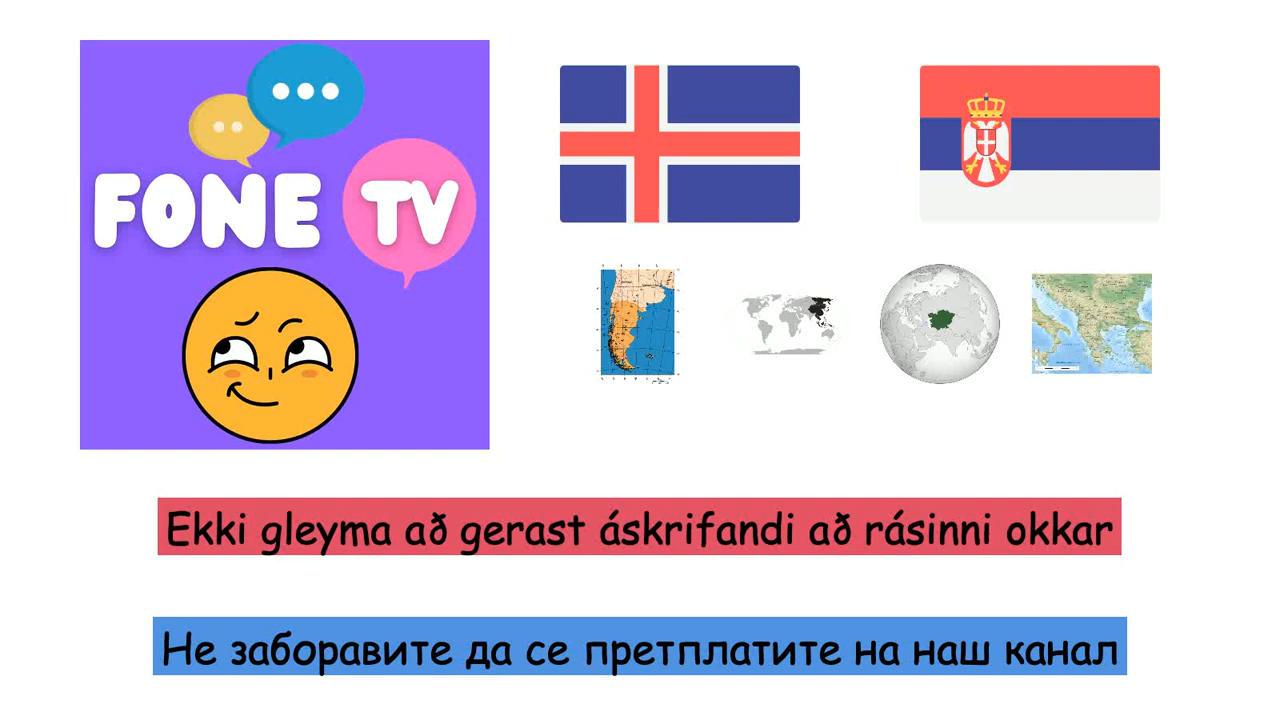 FONE TV
Ekki gleyma að gerast áskrifandi að rásinni okkar
Не заборавите да се претплатите на наш канал